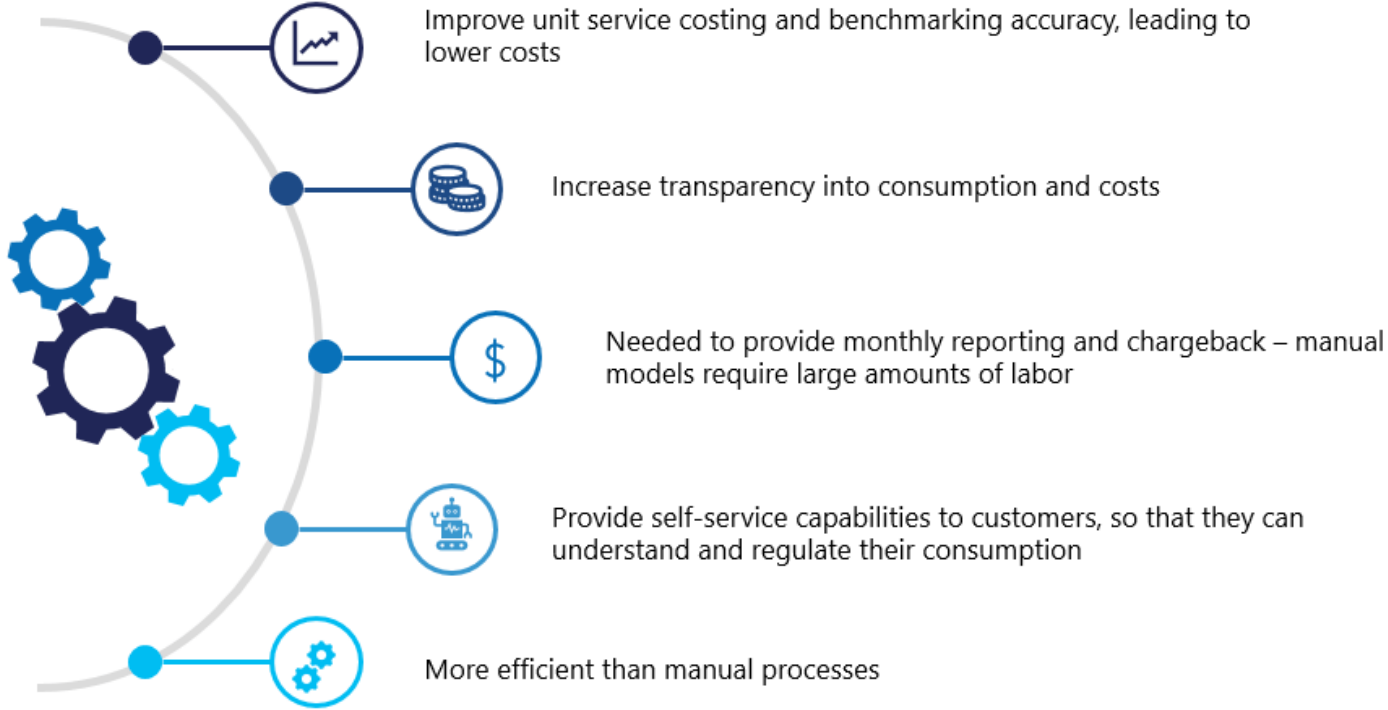 Improve unit service costing and benchmarking accuracy, leading to
lower costs
Increase transparency into consumption and costs
$
Needed to provide monthly reporting and chargeback – manual
models require large amounts of labor
Provide self-service capabilities to customers, so that they can
understand and regulate their consumption
More efficient than manual processes